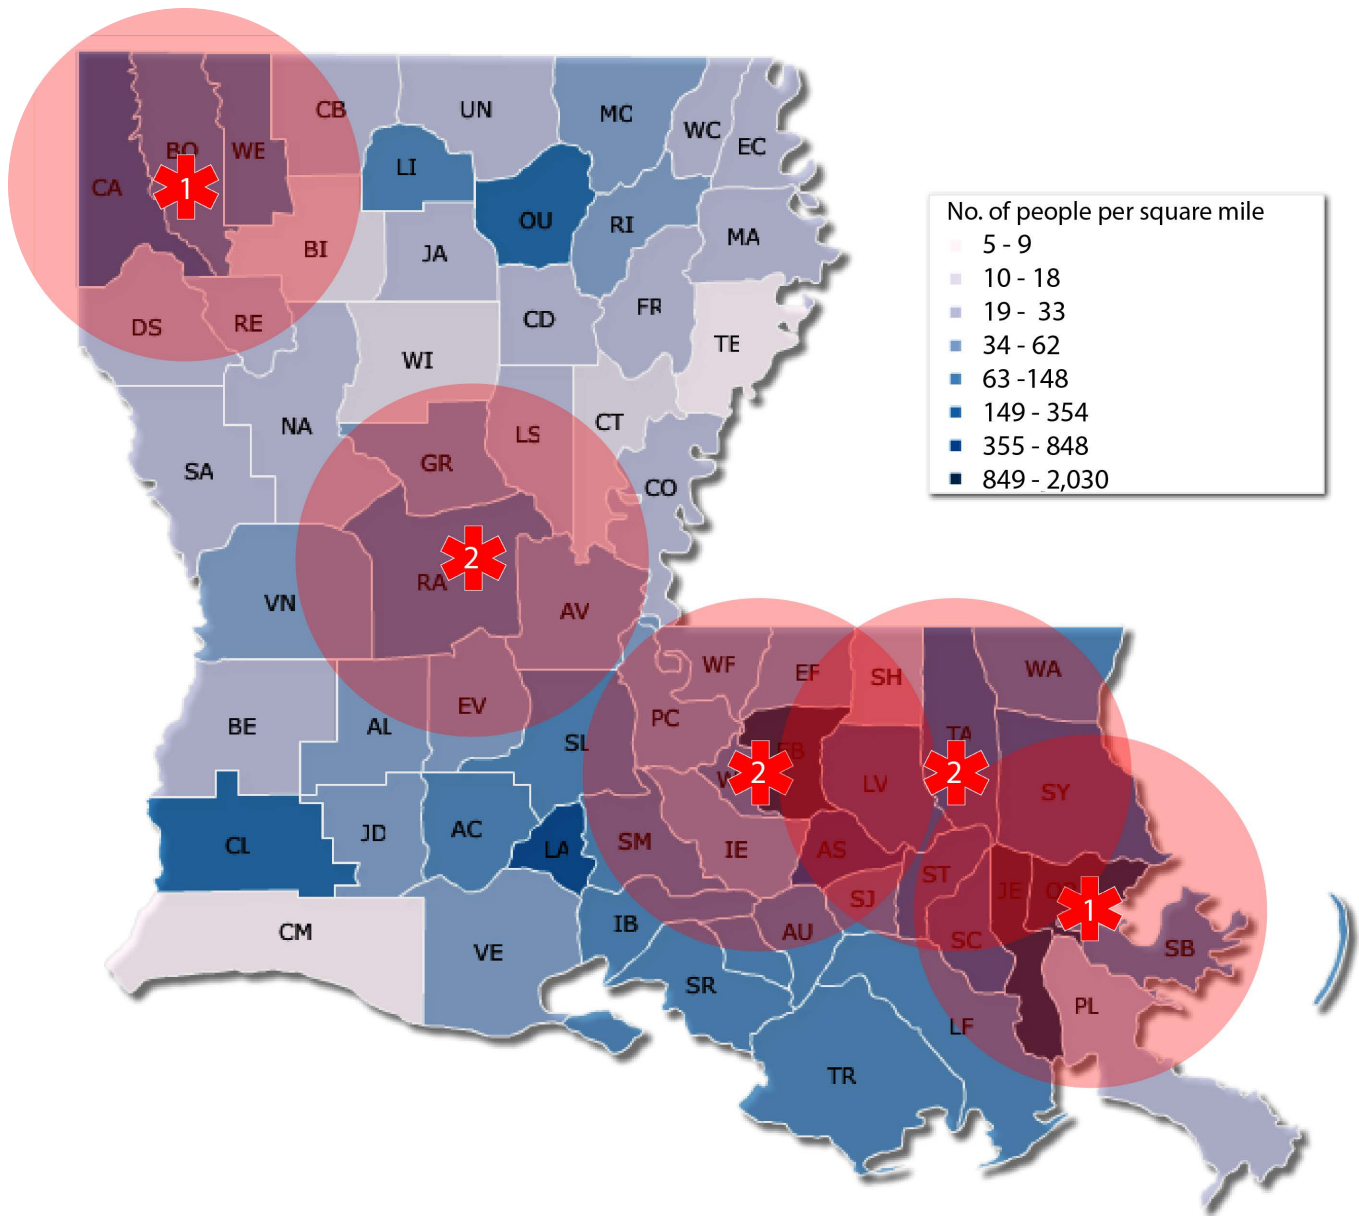 CB
UN
MC
WC
EC
BO
WE
LI
CA
1
OU
RI
MA
BI
JA
No. of people per square mile
5 - 9
10 - 18
19 - 33
34 - 62
63 -148
149 - 354
355 - 848
849 - 2,030
DS
RE
CD
FR
TE
WI
NA
LS
CT
SA
GR
CO
2
RA
VN
AV
WF
EF
SH
WA
EV
PC
BE
AL
SL
TA
EB
W
2
LV
2
SY
CL
JD
AC
LA
SM
IE
AS
ST
JE
SJ
1
CM
IB
AU
SC
SB
VE
SR
PL
LF
TR